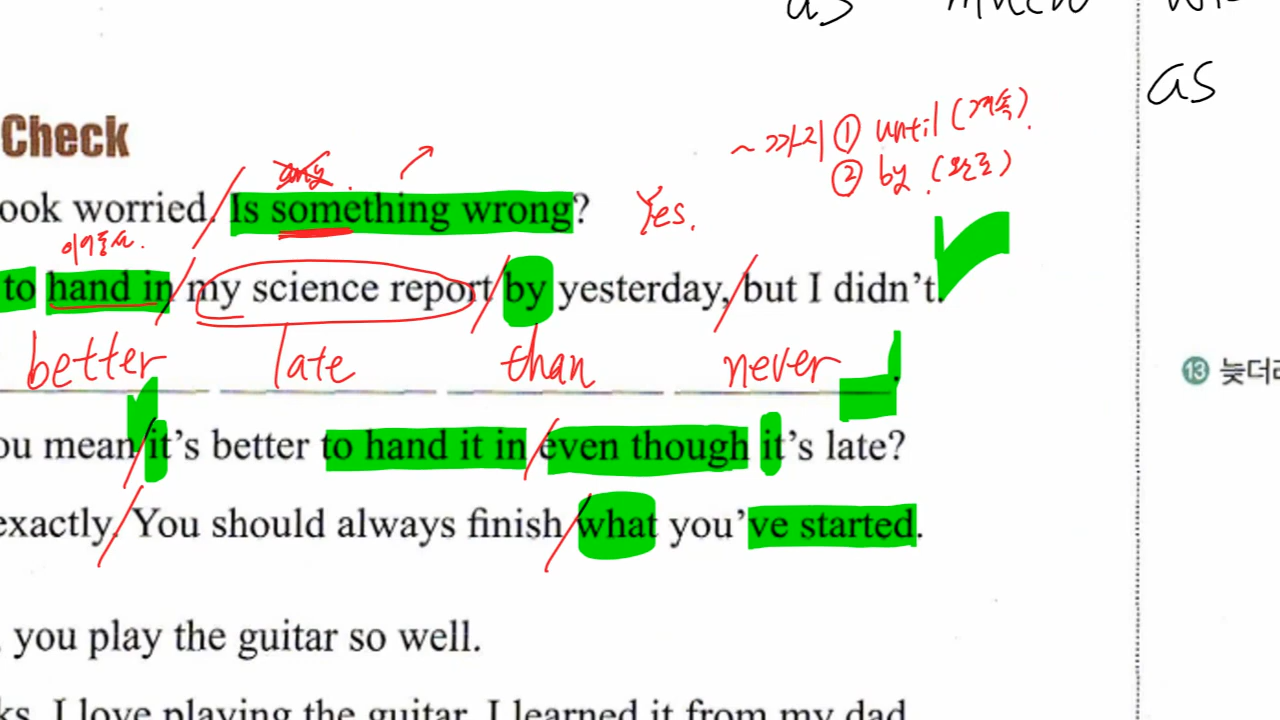 as much
as
Check
~까지 ① until (계속).
② by (완료)
any
ook worried. Is something wrong? Yes.
이어동사.
to hand in my science report by yesterday, but I didn't.
better late than never.
ou mean it's better to hand it in even though it's late?
⑬ 늦더라
exactly. You should always finish what you've started.
, you play the guitar so well.
ks. I love playing the guitar. I learned it from my dad